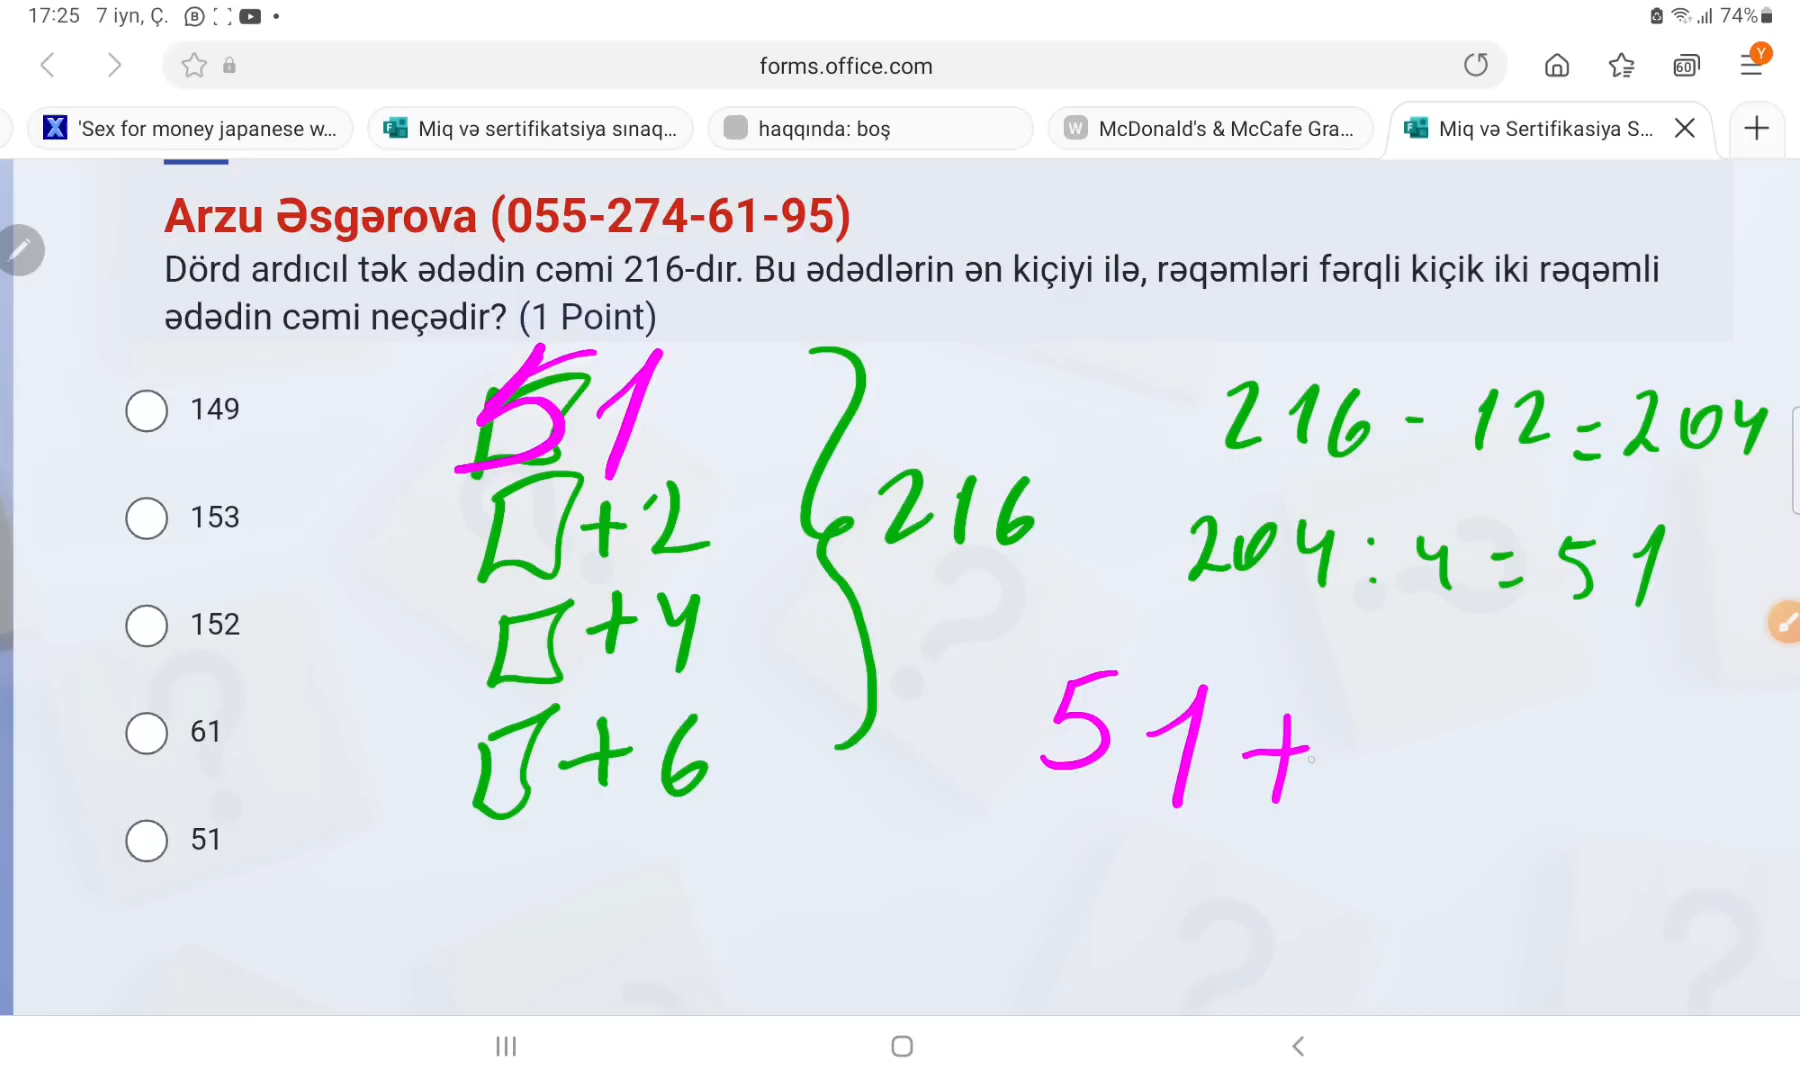 17:25 7 iyn, Ç. 74%
forms.office.com 60 Y
'Sex for money japanese w... Miq və sertifikatsiya sınaq... haqqında: boş W McDonald's & McCafe Gra... Miq və Sertifikasiya S...
Arzu Əsgərova (055-274-61-95)
Dörd ardıcıl tək ədədin cəmi 216-dır. Bu ədədlərin ən kiçiyi ilə, rəqəmləri fərqli kiçik iki rəqəmli
ədədin cəmi neçədir? (1 Point)
149
153
152
61
51
51
+2
+4
+6
216
216 - 12 = 204
204 : 4 = 51
51 +